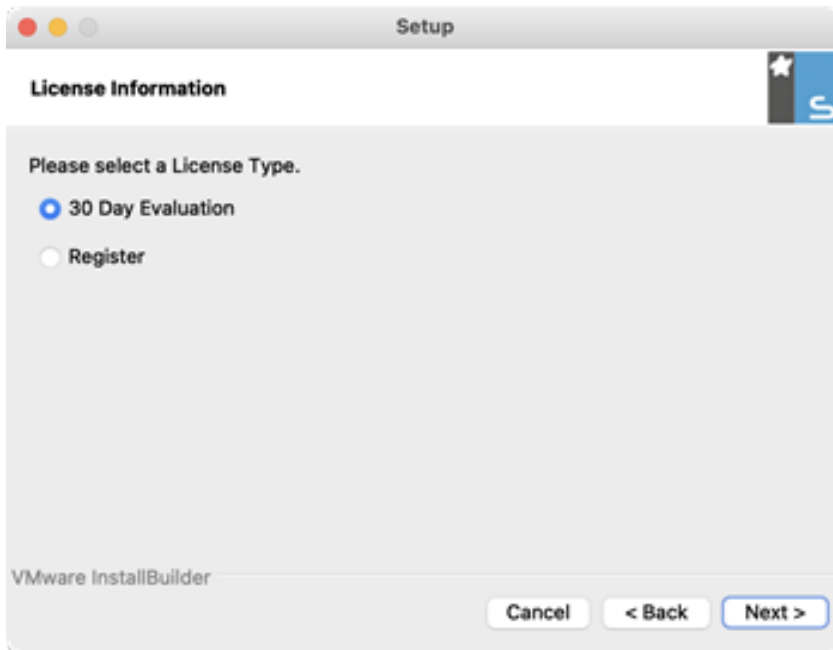 Setup
License Information
S
Please select a License Type.
30 Day Evaluation
Register
VMware InstallBuilder
Cancel < Back Next >